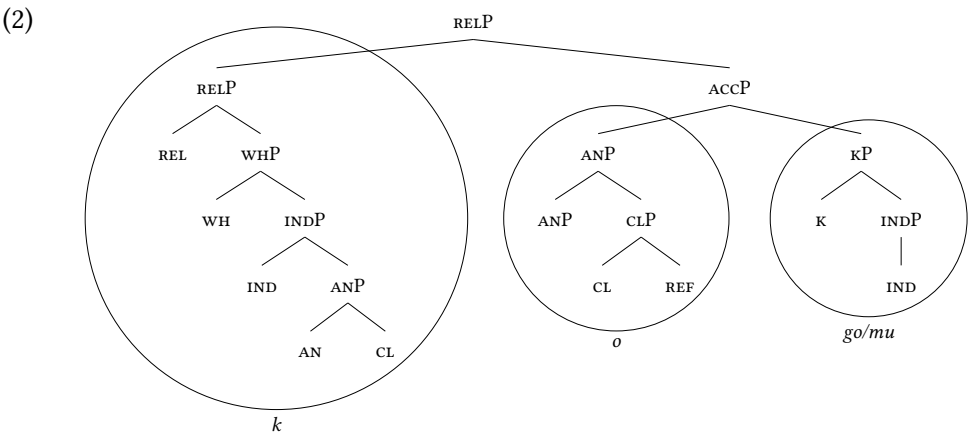 (2)
RELP
RELP ACCP
REL WHP ANP KP
WH INDP ANP CLP K INDP
IND ANP CL REF IND
AN CL
o go/mu
k